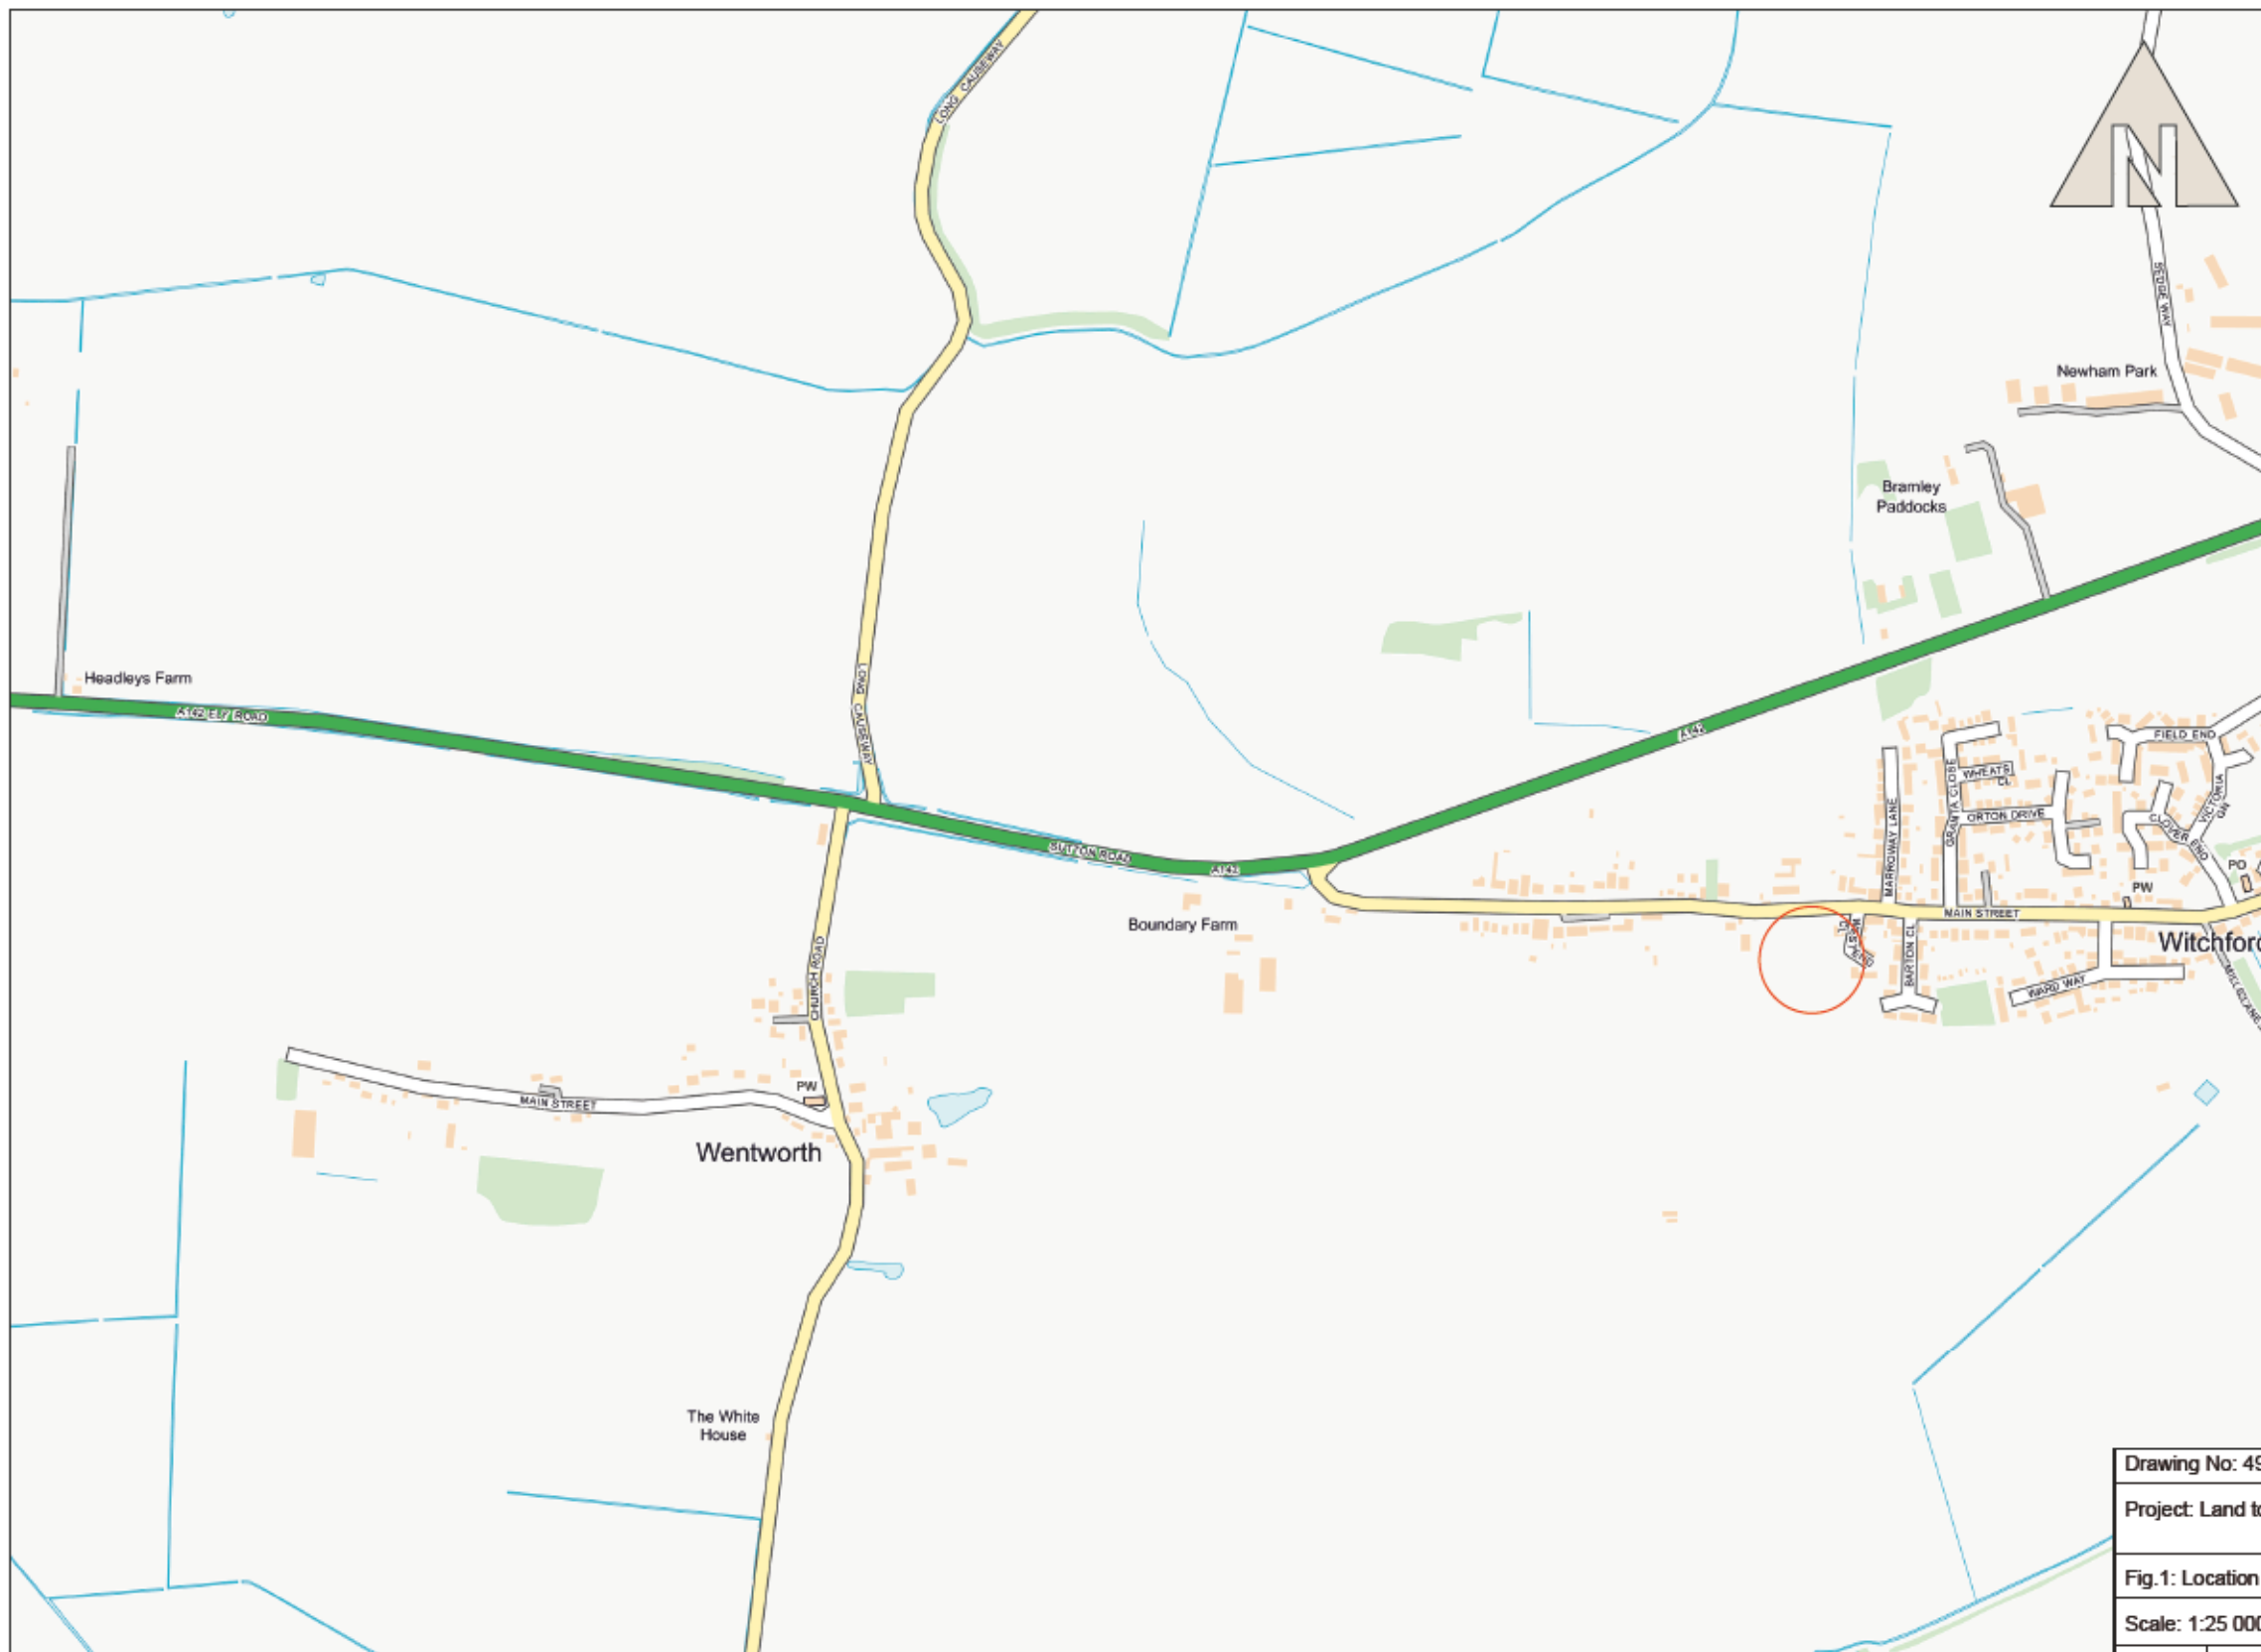 LONG CAUSEWAY
N
SEDGE WAY
Newham Park
Bramley
Paddocks
Headleys Farm
A142 ELY ROAD
LONG CAUSEWAY
A142
FIELD END
WHEATS
CL
GRANTA CLOSE
ORTON DRIVE
VICTORIA
GN
CLOVER END
MARROWAY LANE
SUTTON ROAD
A142
PO
PW
MAIN STREET
Boundary Farm
WEST END
CL
BARTON CL
Witchford
WARD WAY
CHURCH ROAD
PW
MAIN STREET
Wentworth
The White
House
Drawing No: 49
Project: Land to
Fig.1: Location
Scale: 1:25 000